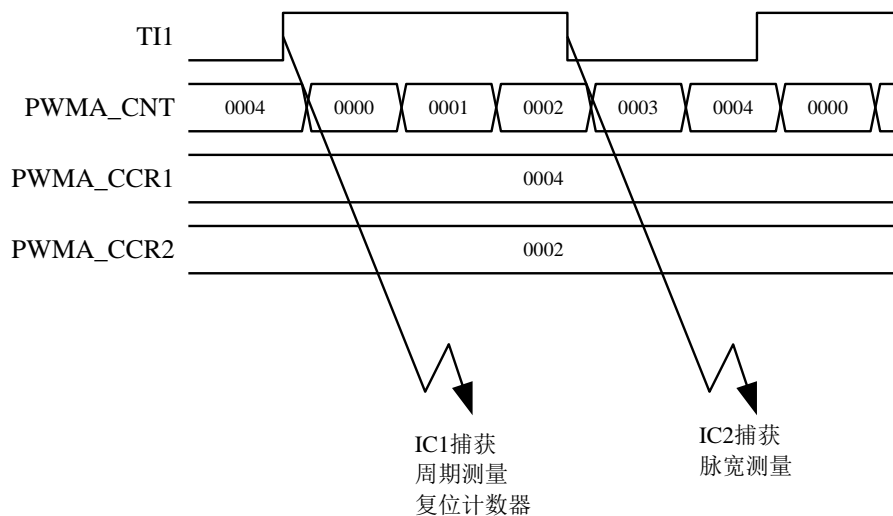 TI1
PWMA_CNT 0004 0000 0001 0002 0003 0004 0000
PWMA_CCR1 0004
PWMA_CCR2 0002
IC1捕获
周期测量
复位计数器
IC2捕获
脉宽测量